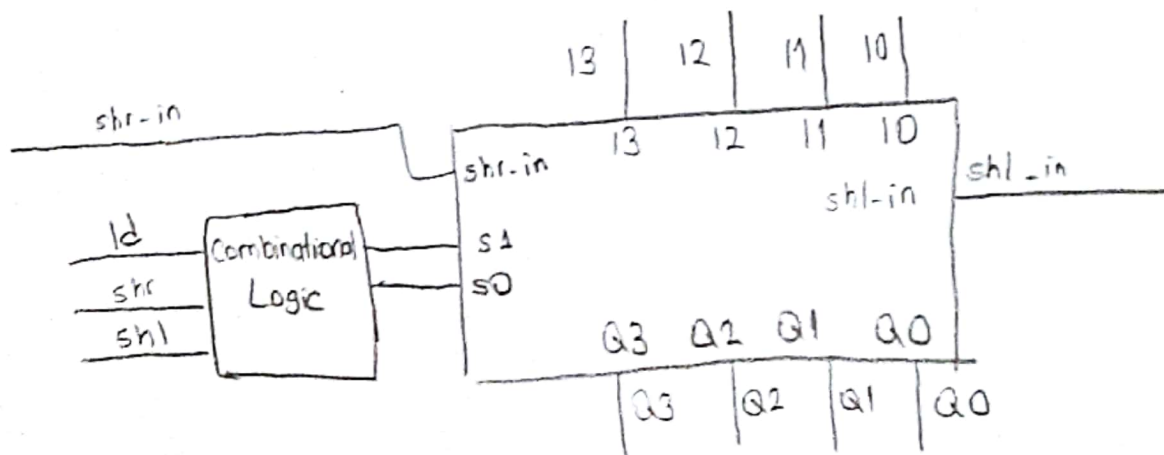 I3 I2 I1 I0
shr-in
I3 I2 I1 I0
shr-in
shl-in
shl-in
ld
Combinational
Logic
S1
shr
S0
shl
Q3 Q2 Q1 Q0
Q3 Q2 Q1 Q0